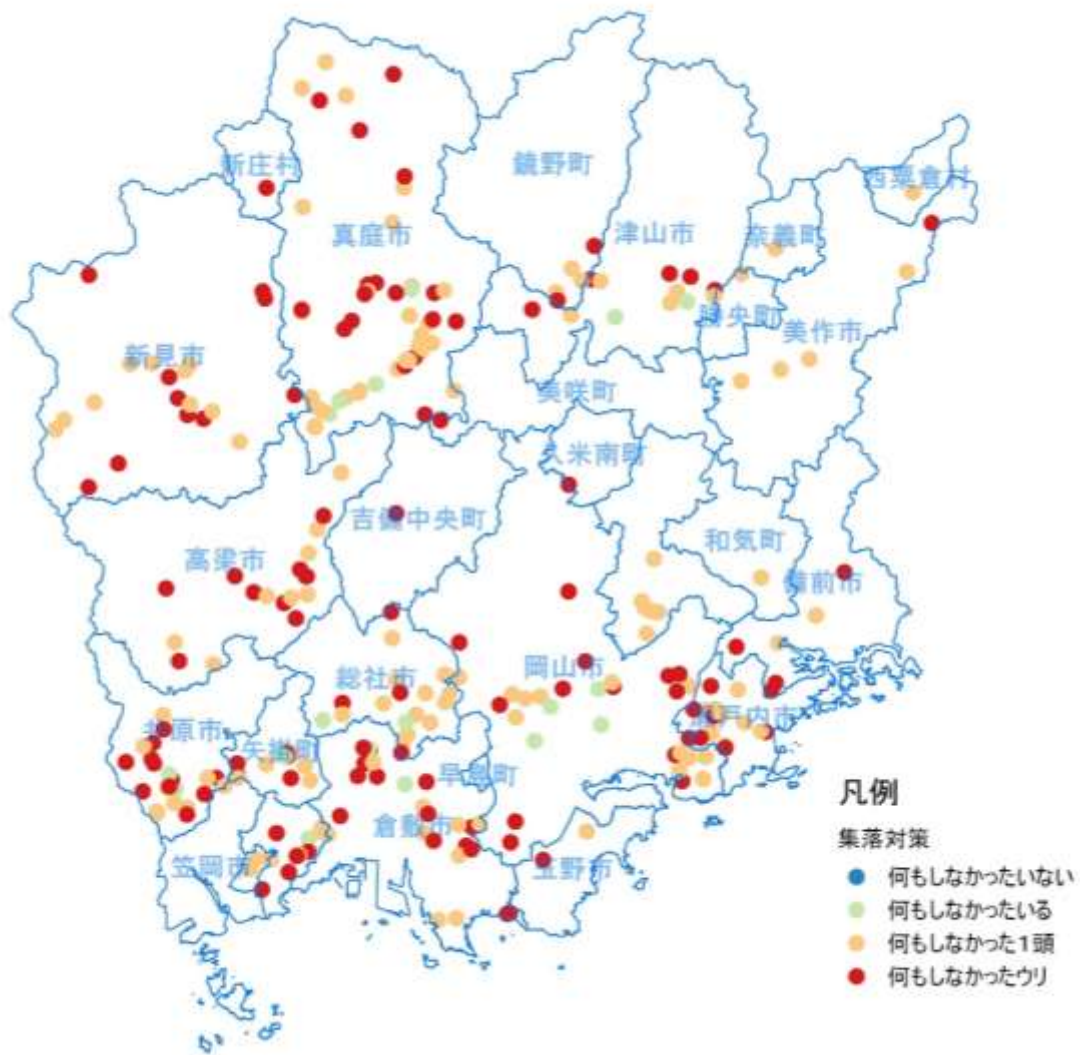 新庄村
鏡野町
西粟倉村
真庭市
津山市
奈義町
勝央町
美作市
新見市
美咲町
久米南町
吉備中央町
和気町
高梁市
備前市
総社市
岡山市
瀬戸内市
井原市
矢掛町
早島町
倉敷市
笠岡市
玉野市
凡例
集落対策
何もしなかったいない
何もしなかったいる
何もしなかった1頭
何もしなかったウリ